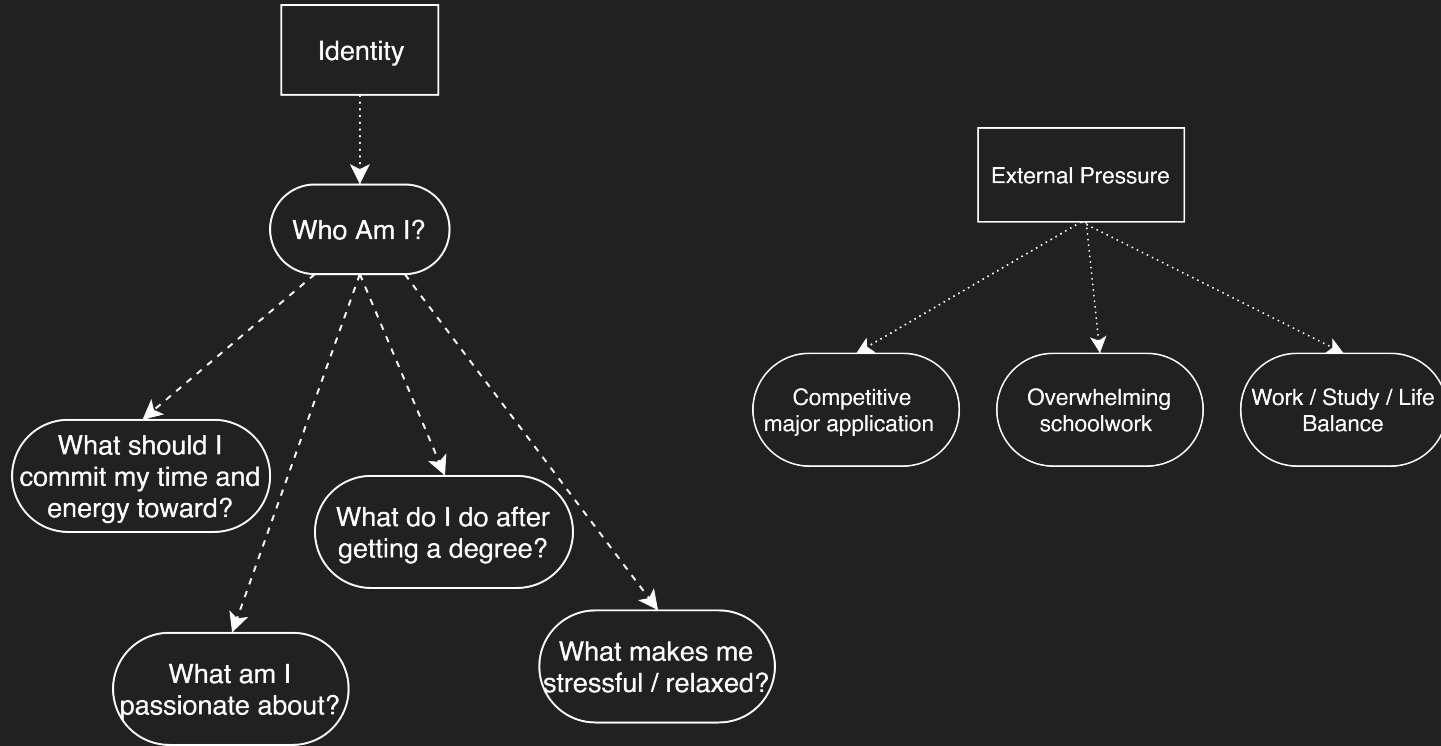 Identity
Who Am I?
What should I
commit my time and
energy toward?
What do I do after
getting a degree?
What am I
passionate about?
What makes me
stressful / relaxed?
External Pressure
Competitive
major application
Overwhelming
schoolwork
Work / Study / Life
Balance